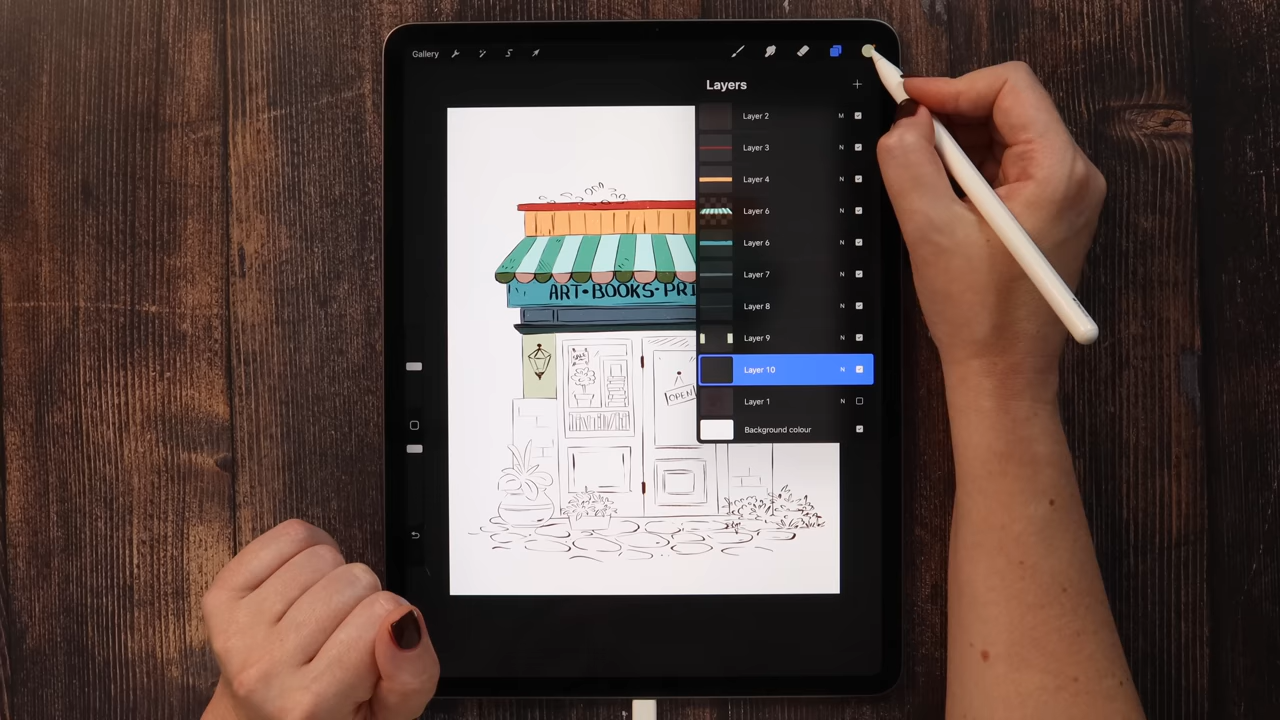 Gallery
Layers
Layer 2 M
Layer 3 N
Layer 4 N
Layer 6 N
Layer 6 N
Layer 7 N
Layer 8 N
Layer 9 N
Layer 10 N
Layer 1 N
Background colour
ART•BOOKS•PRI
SALE
OPEN